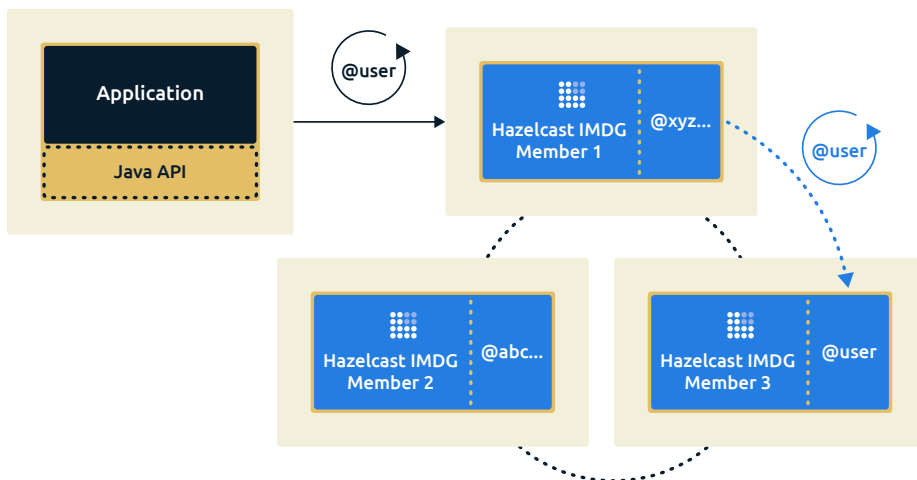 Application
Java API
@user
Hazelcast IMDG
Member 1
@xyz...
@user
Hazelcast IMDG
Member 2
@abc...
Hazelcast IMDG
Member 3
@user